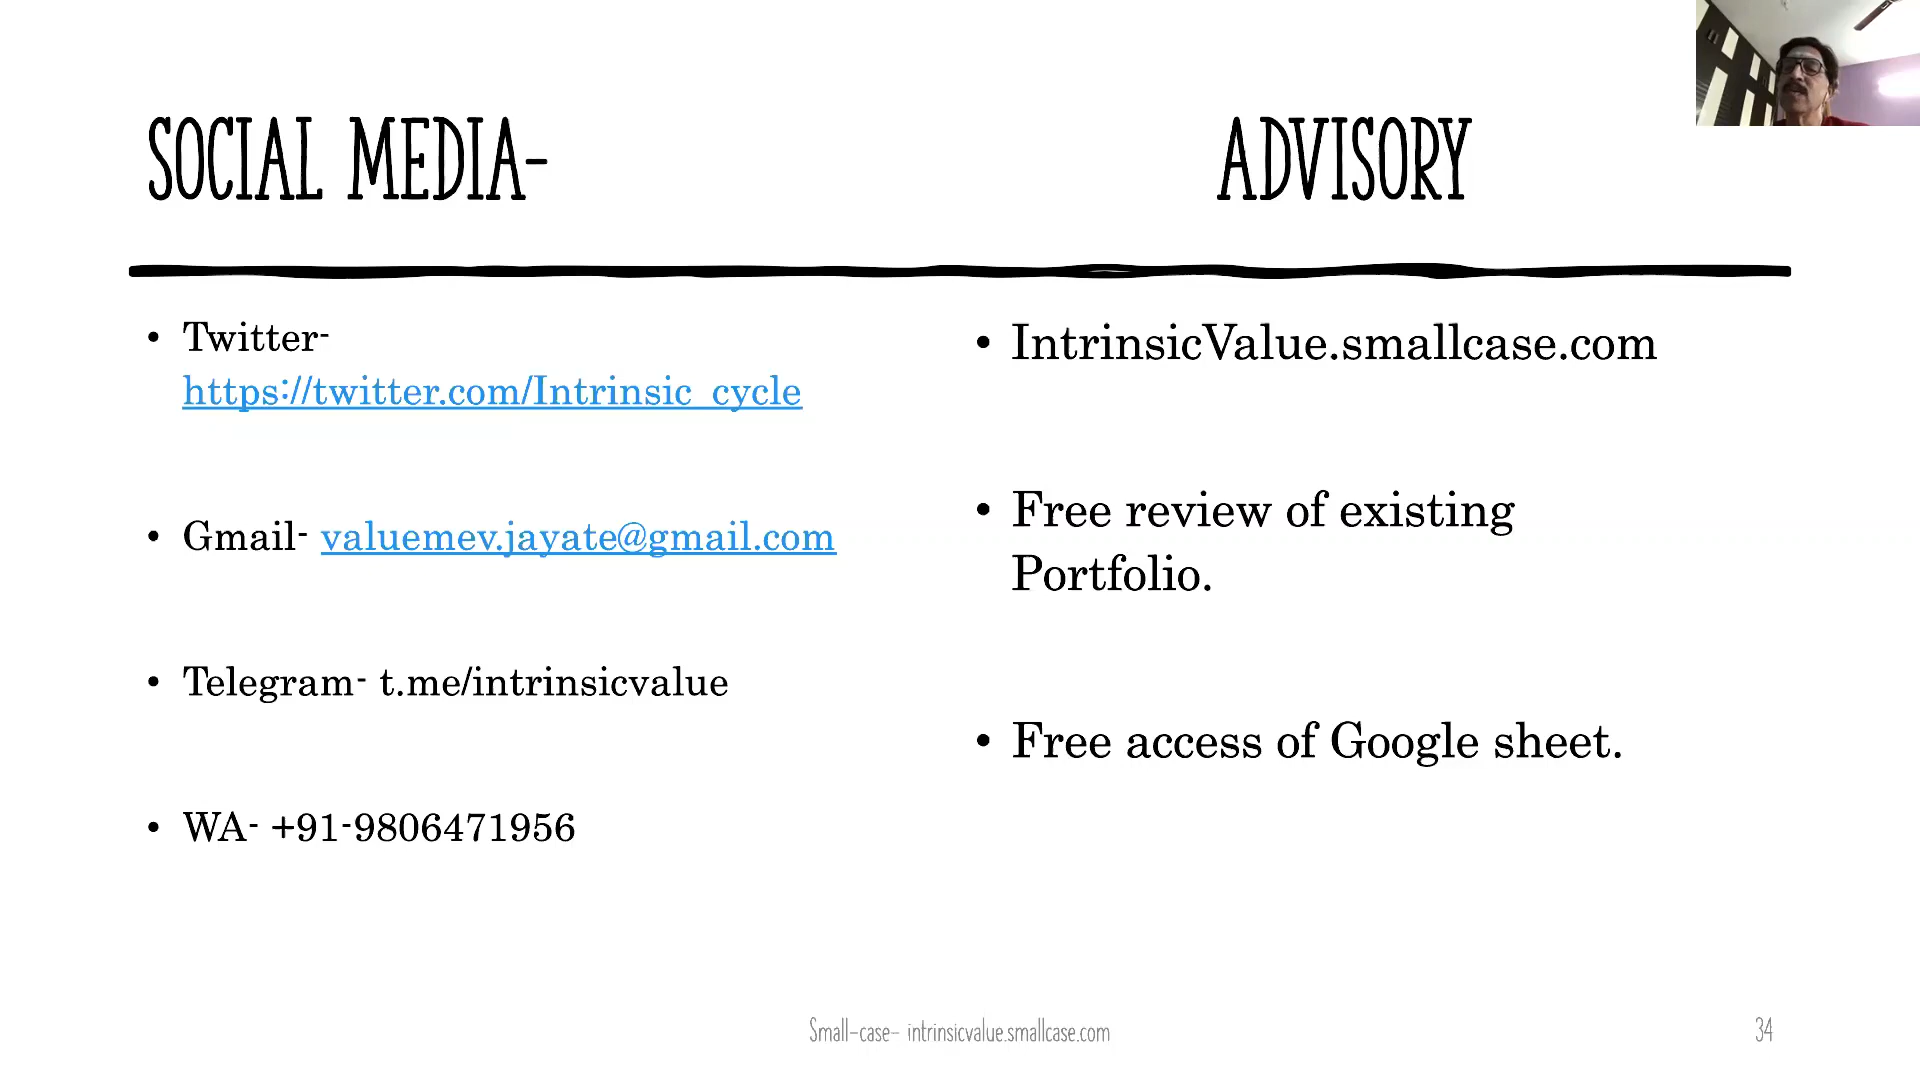 SOCIAL MEDIA-
ADVISORY
• Twitter-
https://twitter.com/Intrinsic_cycle
• Gmail- valuemev.jayate@gmail.com
• Telegram- t.me/intrinsicvalue
• WA- +91-9806471956
• IntrinsicValue.smallcase.com
• Free review of existing
Portfolio.
• Free access of Google sheet.
Small-case- intrinsicvalue.smallcase.com
34